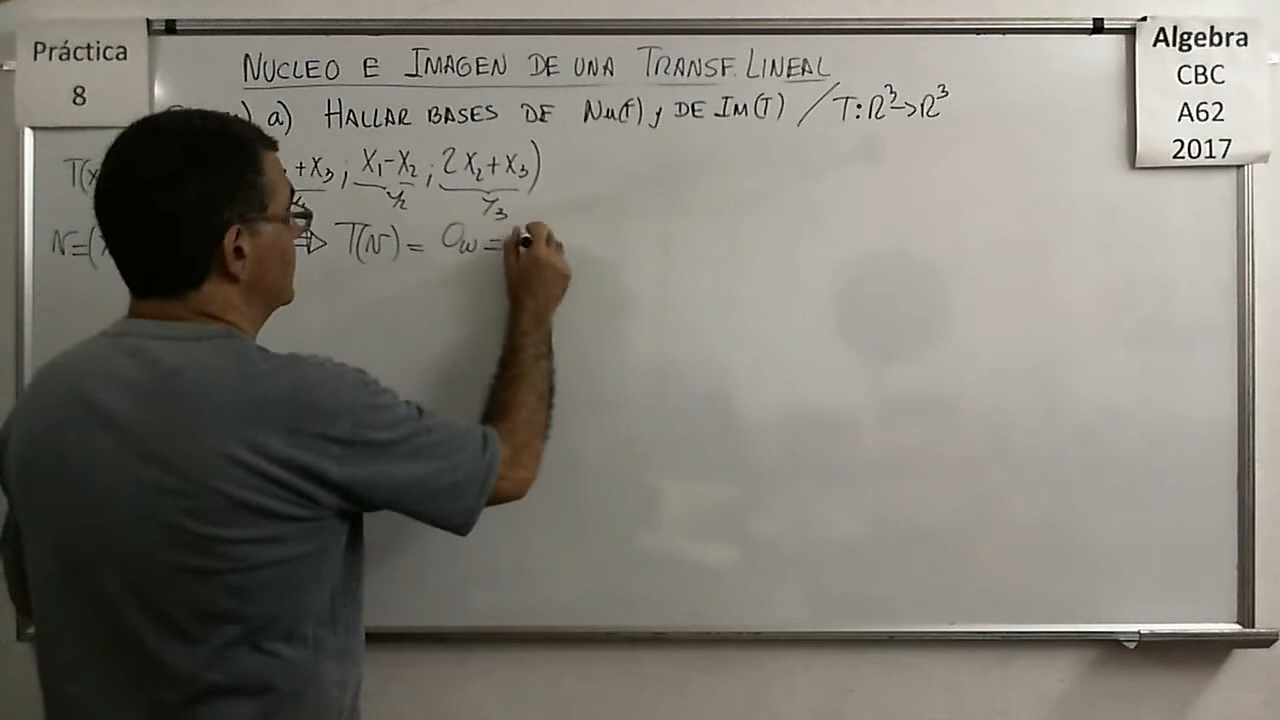 Práctica
8
NUCLEO E IMAGEN DE UNA TRANSF. LINEAL
a) HALLAR BASES DE Nu(T) y DE IM(T) / T: R³→R³
+X₃ ; X₁-X₂ ; 2X₂+X₃)
y₂ y₃
⇒ T(N) = O_W =
Algebra
CBC
A62
2017